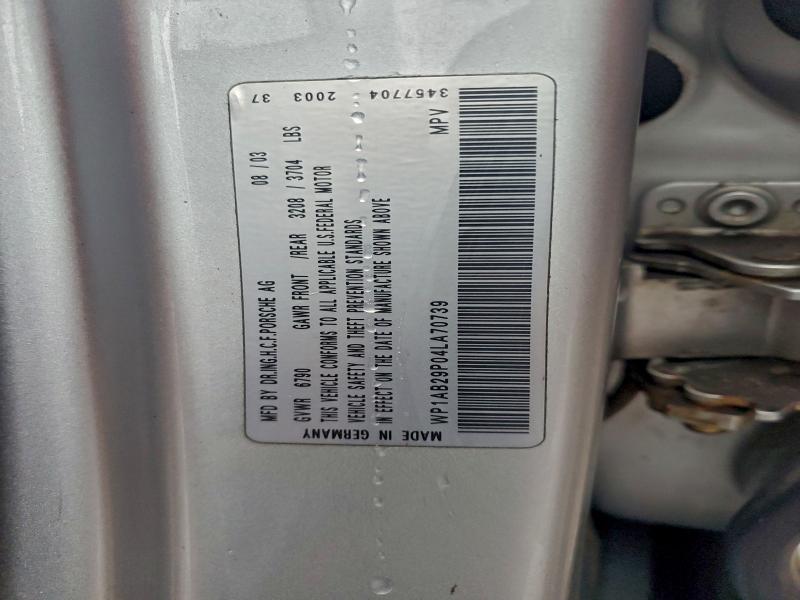 37 2003 3457704
MFD BY DR.ING.H.C.F.PORSCHE AG 08 / 03
GVWR 6790 GAWR FRONT /REAR 3208 / 3704 LBS
THIS VEHICLE CONFORMS TO ALL APPLICABLE U.S.FEDERAL MOTOR
VEHICLE SAFETY AND THEFT PREVENTION STANDARDS
IN EFFECT ON THE DATE OF MANUFACTURE SHOWN ABOVE
MADE IN GERMANY
WP1AB29P04LA70739 MPV